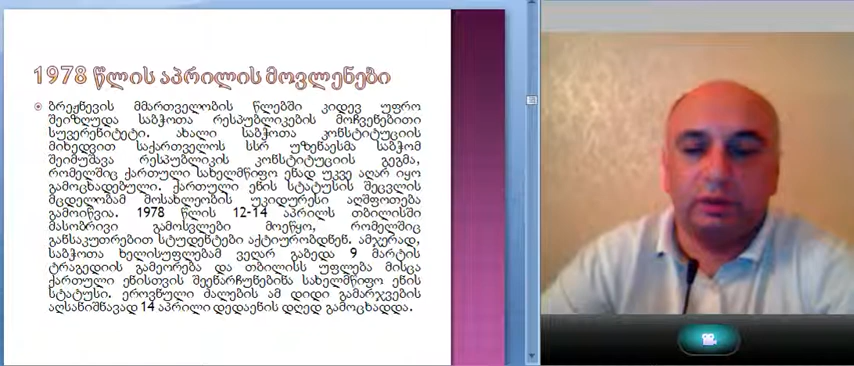 1978 წლის აპრილის მოვლენები
ბრეჟნევის მმართველობის წლებში კიდევ უფრო
შეიზღუდა საბჭოთა რესპუბლიკების მოჩვენებითი
სუვერენიტეტი. ახალი საბჭოთა კონსტიტუციის
მიხედვით საქართველოს სსრ უზენაესმა საბჭომ
შეიმუშავა რესპუბლიკის კონსტიტუციის გეგმა,
რომელშიც ქართული სახელმწიფო ენად უკვე აღარ იყო
გამოცხადებული. ქართული ენის სტატუსის შეცვლის
მცდელობამ მოსახლეობის უკიდურესი აღშფოთება
გამოიწვია. 1978 წლის 12-14 აპრილს თბილისში
მასობრივი გამოსვლები მოეწყო, რომელშიც
განსაკუთრებით სტუდენტები აქტიურობდნენ. ამჯერად,
საბჭოთა ხელისუფლებამ ვეღარ გაბედა 9 მარტის
ტრაგედიის გამეორება და თბილისს უფლება მისცა
ქართული ენისთვის შეენარჩუნებინა სახელმწიფო ენის
სტატუსი. ეროვნული ძალების ამ დიდი გამარჯვების
აღსანიშნავად 14 აპრილი დედაენის დღედ გამოცხადდა.